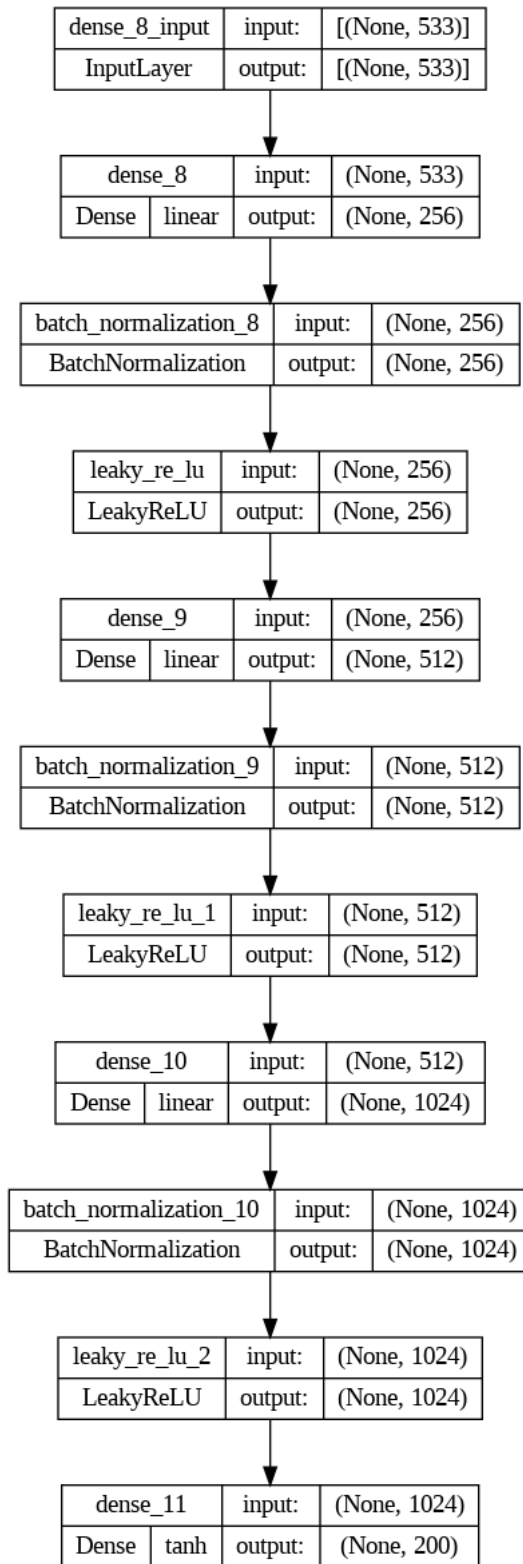 dense_8_input input: [(None, 533)]
InputLayer output: [(None, 533)]
dense_8 input: (None, 533)
Dense linear output: (None, 256)
batch_normalization_8 input: (None, 256)
BatchNormalization output: (None, 256)
leaky_re_lu input: (None, 256)
LeakyReLU output: (None, 256)
dense_9 input: (None, 256)
Dense linear output: (None, 512)
batch_normalization_9 input: (None, 512)
BatchNormalization output: (None, 512)
leaky_re_lu_1 input: (None, 512)
LeakyReLU output: (None, 512)
dense_10 input: (None, 512)
Dense linear output: (None, 1024)
batch_normalization_10 input: (None, 1024)
BatchNormalization output: (None, 1024)
leaky_re_lu_2 input: (None, 1024)
LeakyReLU output: (None, 1024)
dense_11 input: (None, 1024)
Dense tanh output: (None, 200)